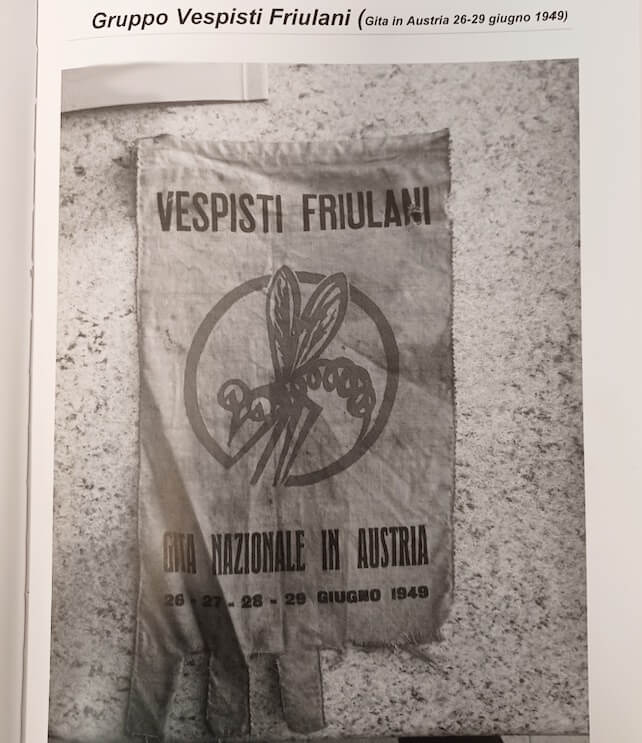 Gruppo Vespisti Friulani (Gita in Austria 26-29 giugno 1949)
VESPISTI FRIULANI
GITA NAZIONALE IN AUSTRIA
26 - 27 - 28 - 29 GIUGNO 1949